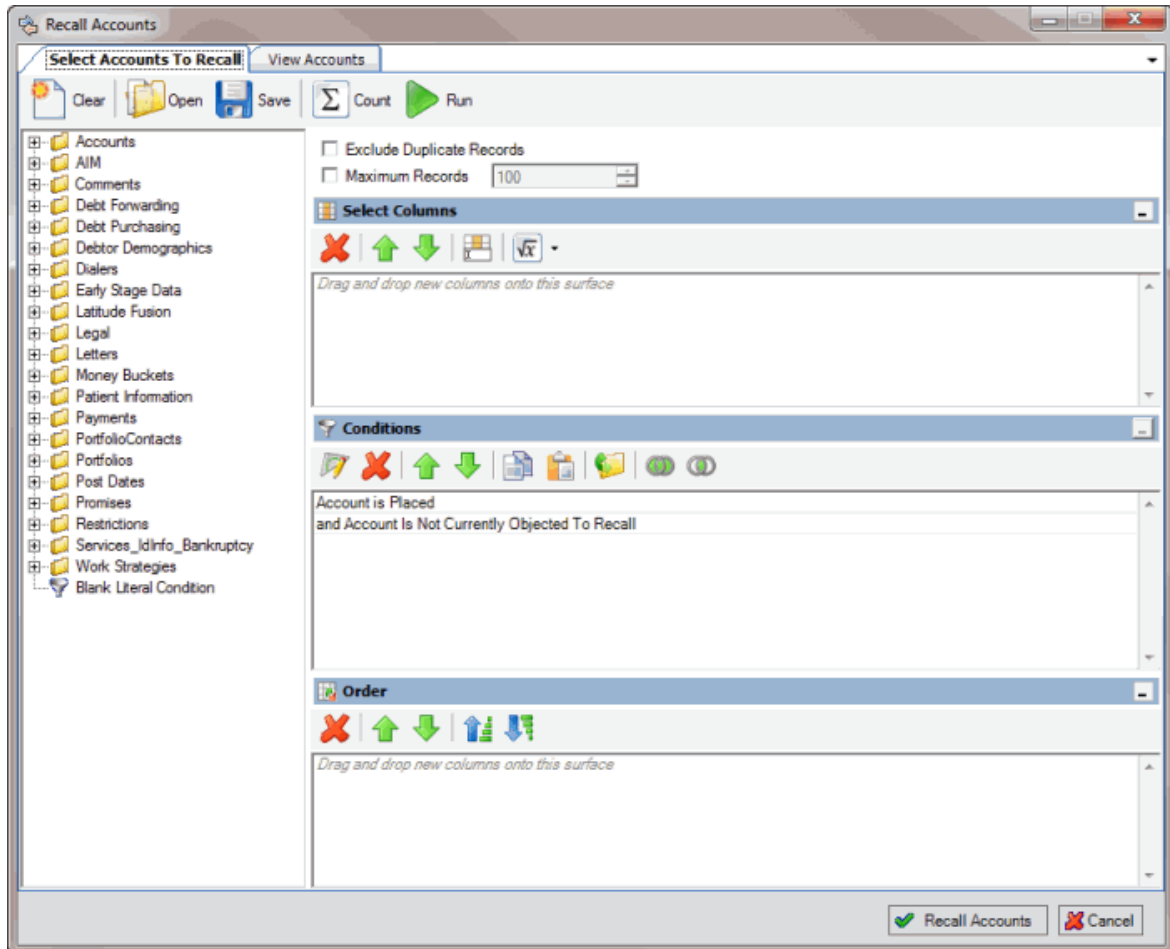 Recall Accounts
Select Accounts To Recall View Accounts
Clear Open Save Σ Count Run
Accounts
AIM
Comments
Debt Forwarding
Debt Purchasing
Debtor Demographics
Dialers
Early Stage Data
Latitude Fusion
Legal
Letters
Money Buckets
Patient Information
Payments
PortfolioContacts
Portfolios
Post Dates
Promises
Restrictions
Services_IdInfo_Bankruptcy
Work Strategies
Blank Literal Condition
Exclude Duplicate Records
Maximum Records 100
Select Columns
√x
Drag and drop new columns onto this surface
Conditions
Account is Placed
and Account Is Not Currently Objected To Recall
Order
Drag and drop new columns onto this surface
Recall Accounts Cancel